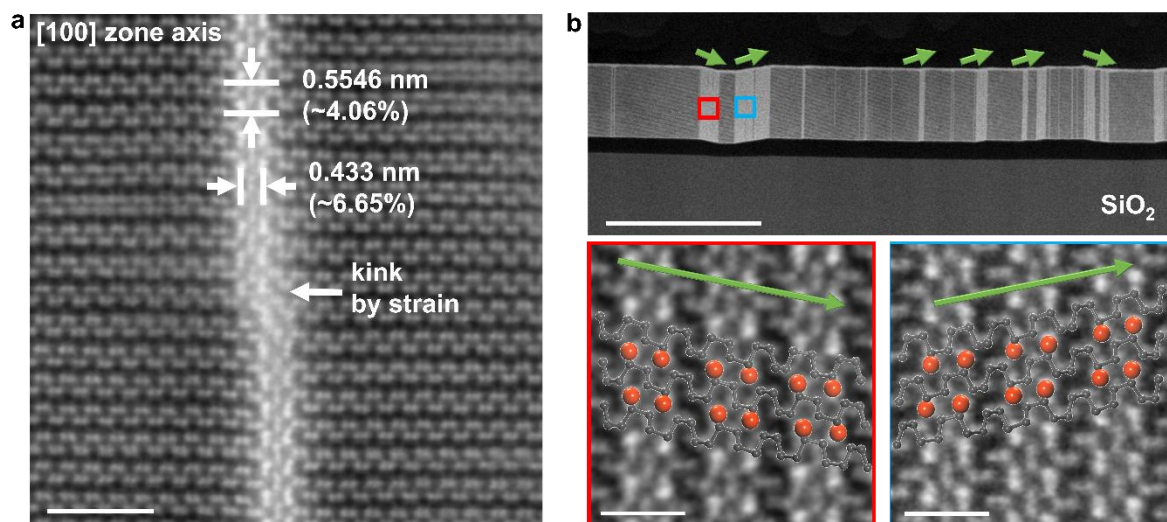 a
[100] zone axis
0.5546 nm
(~4.06%)
0.433 nm
(~6.65%)
kink
by strain
b
SiO₂